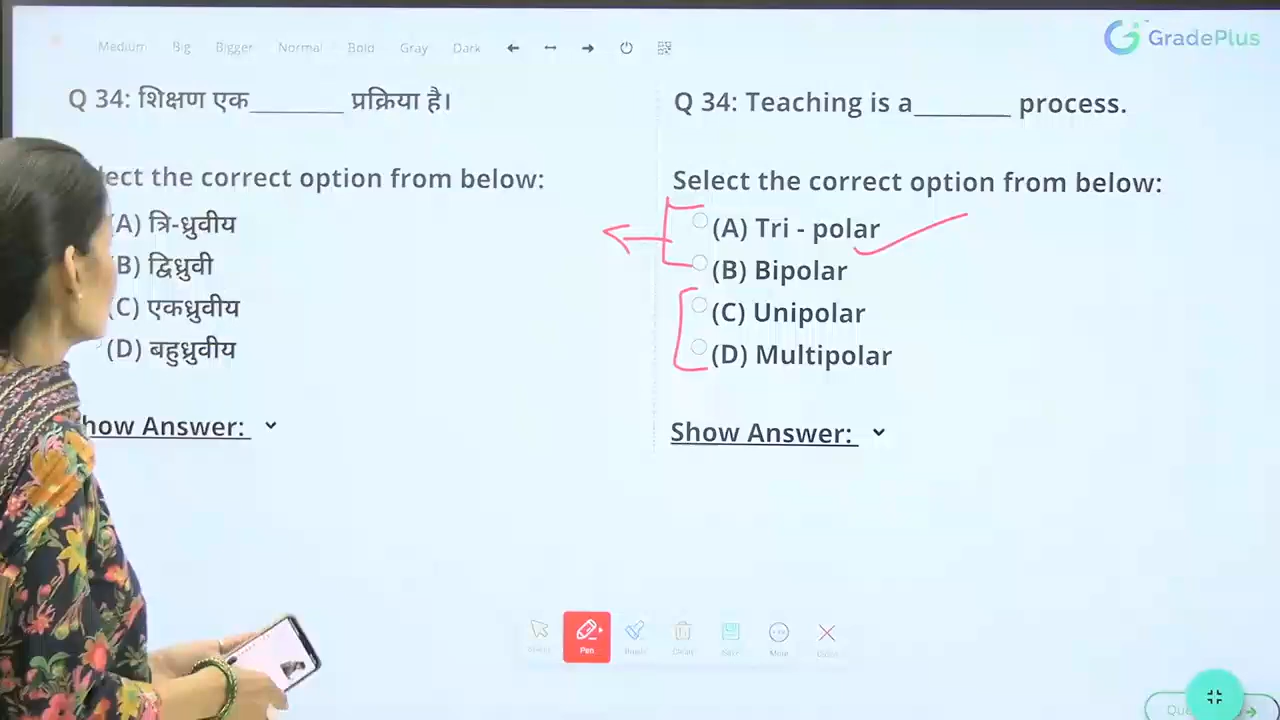 Medium Big Bigger Normal Bold Gray Dark
GradePlus
Q 34: शिक्षण एक________ प्रक्रिया है।
lect the correct option from below:
(A) त्रि-ध्रुवीय
B) द्विध्रुवी
(C) एकध्रुवीय
(D) बहुध्रुवीय
how Answer:
Q 34: Teaching is a________ process.
Select the correct option from below:
(A) Tri - polar
(B) Bipolar
(C) Unipolar
(D) Multipolar
Show Answer:
Pen
More